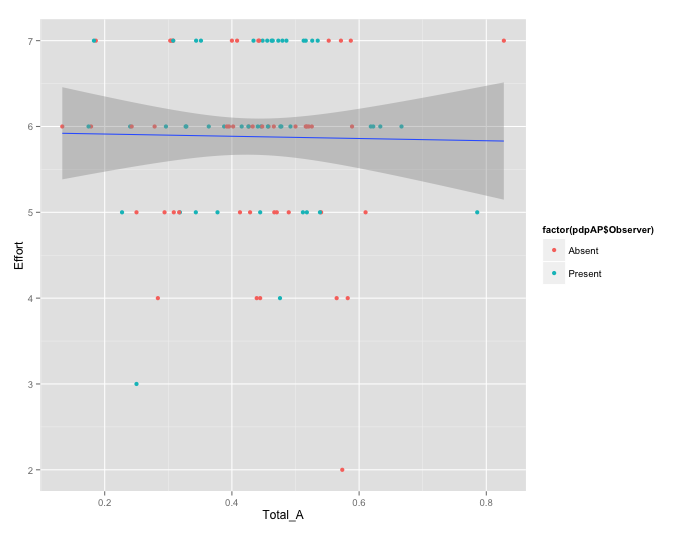 7
6
5
4
3
2
Effort
0.2
0.4
0.6
0.8
Total_A
factor(pdpAP$Observer)
Absent
Present